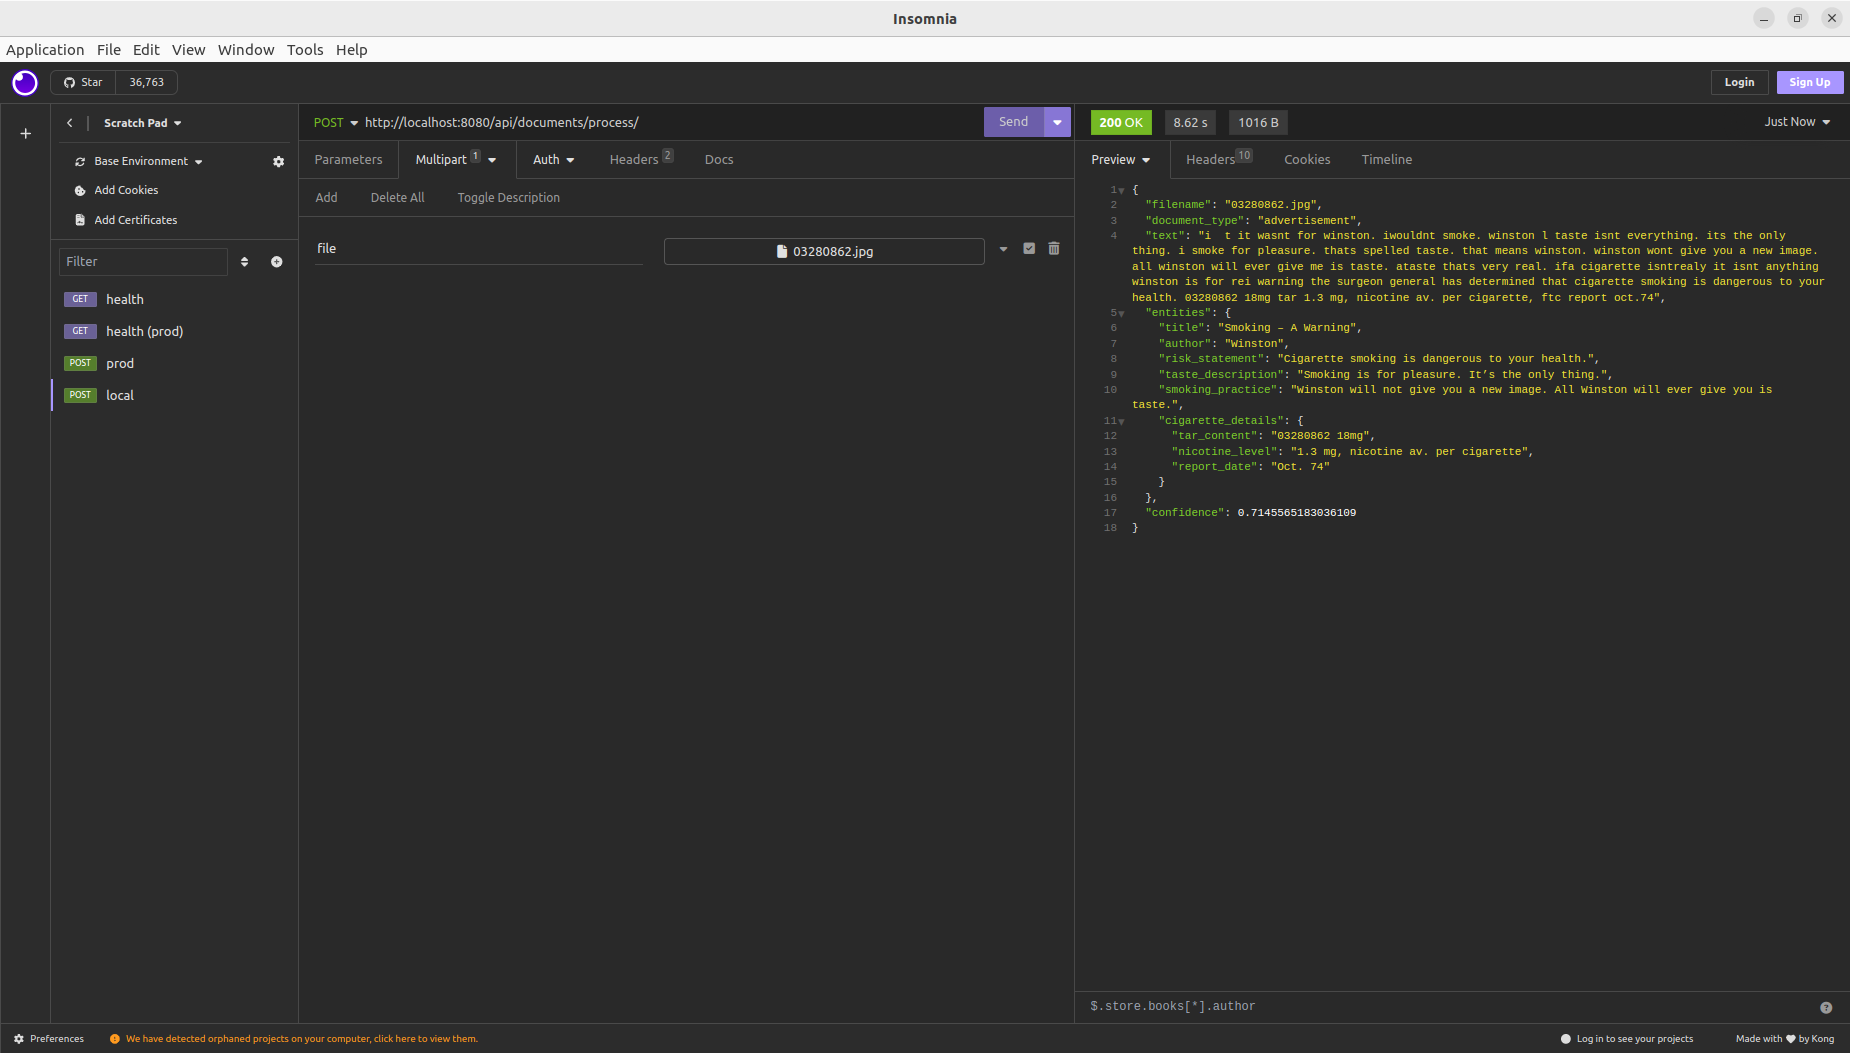 Insomnia
Application File Edit View Window Tools Help
Star 36,763
Login Sign Up
Scratch Pad
Base Environment
Add Cookies
Add Certificates
Filter
GET health
GET health (prod)
POST prod
POST local
POST http://localhost:8080/api/documents/process/ Send
Parameters Multipart 1 Auth Headers 2 Docs
Add Delete All Toggle Description
file 03280862.jpg
200 OK 8.62 s 1016 B Just Now
Preview Headers 10 Cookies Timeline
1 {
2 "filename": "03280862.jpg",
3 "document_type": "advertisement",
4 "text": "i  t it wasnt for winston. iwouldnt smoke. winston l taste isnt everything. its the only
thing. i smoke for pleasure. thats spelled taste. that means winston. winston wont give you a new image.
all winston will ever give me is taste. ataste thats very real. ifa cigarette isntrealy it isnt anything
winston is for rei warning the surgeon general has determined that cigarette smoking is dangerous to your
health. 03280862 18mg tar 1.3 mg, nicotine av. per cigarette, ftc report oct.74",
5 "entities": {
6 "title": "Smoking – A Warning",
7 "author": "Winston",
8 "risk_statement": "Cigarette smoking is dangerous to your health.",
9 "taste_description": "Smoking is for pleasure. It’s the only thing.",
10 "smoking_practice": "Winston will not give you a new image. All Winston will ever give you is
taste.",
11 "cigarette_details": {
12 "tar_content": "03280862 18mg",
13 "nicotine_level": "1.3 mg, nicotine av. per cigarette",
14 "report_date": "Oct. 74"
15 }
16 },
17 "confidence": 0.7145565183036109
18 }
$.store.books[*].author
Preferences We have detected orphaned projects on your computer, click here to view them. Log in to see your projects Made with ♥ by Kong